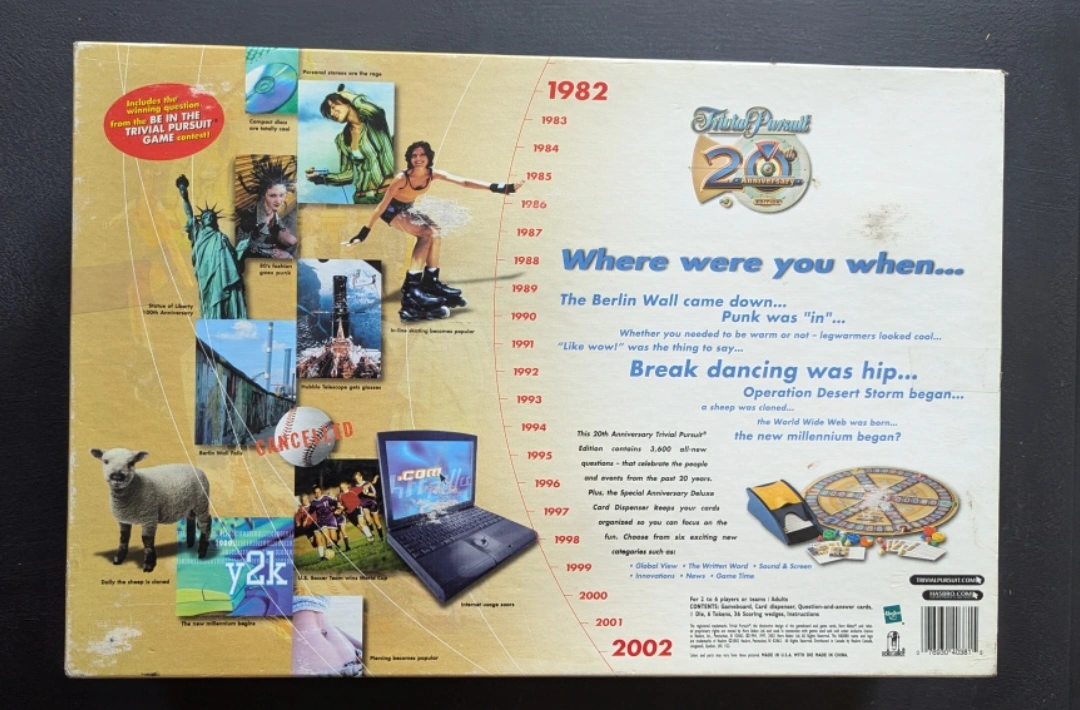 Includes the
winning question
from the BE IN THE
TRIVIAL PURSUIT®
GAME contest!
Compact discs
are totally cool
Personal stereos are the rage
80's fashion
goes punk
Statue of Liberty
100th Anniversary
In-line skating becomes popular
Hubble Telescope gets glasses
Berlin Wall Falls
CANCELLED
Dolly the sheep is cloned
y2k
The new millennium begins
U.S. Soccer Team wins World Cup
.com
Internet usage soars
Piercing becomes popular
1982
1983
1984
1985
1986
1987
1988
1989
1990
1991
1992
1993
1994
1995
1996
1997
1998
1999
2000
2001
2002
Trivial Pursuit
20th
Anniversary
EDITION
Where were you when...
The Berlin Wall came down...
Punk was "in"...
Whether you needed to be warm or not – legwarmers looked cool...
"Like wow!" was the thing to say...
Break dancing was hip...
Operation Desert Storm began...
a sheep was cloned...
the World Wide Web was born...
the new millennium began?
This 20th Anniversary Trivial Pursuit®
Edition contains 3,600 all-new
questions – that celebrate the people
and events from the past 20 years.
Plus, the Special Anniversary Deluxe
Card Dispenser keeps your cards
organized so you can focus on the
fun. Choose from six exciting new
categories such as:
• Global View • The Written Word • Sound & Screen
• Innovations • News • Game Time
TRIVIALPURSUIT.COM
HASBRO.COM
For 2 to 6 players or teams / Adults
CONTENTS: Gameboard, Card dispenser, Question-and-answer cards,
1 Die, 6 Tokens, 36 Scoring wedges, Instructions
MADE IN U.S.A. WITH DIE MADE IN CHINA.